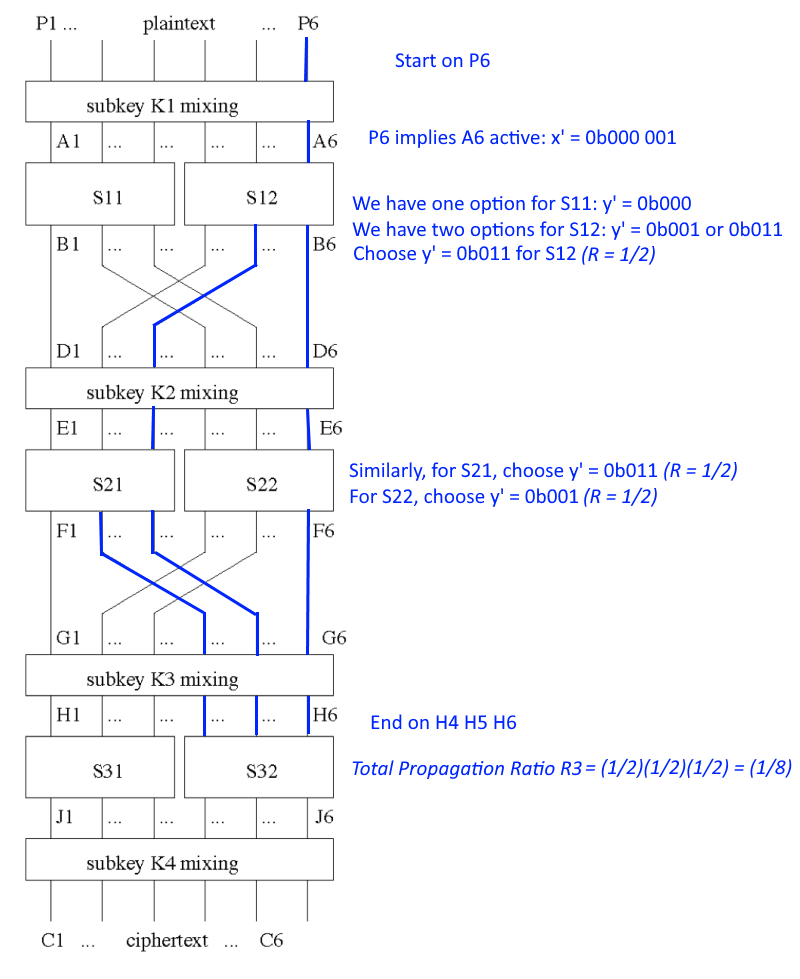 P1 ... plaintext ... P6
Start on P6
subkey K1 mixing
A1 ... ... ... ... A6
P6 implies A6 active: x' = 0b000 001
S11 S12
We have one option for S11: y' = 0b000
We have two options for S12: y' = 0b001 or 0b011
B1 ... ... ... ... B6
Choose y' = 0b011 for S12 (R = 1/2)
D1 ... ... ... ... D6
subkey K2 mixing
E1 ... ... ... ... E6
S21 S22
Similarly, for S21, choose y' = 0b011 (R = 1/2)
For S22, choose y' = 0b001 (R = 1/2)
F1 ... ... ... ... F6
G1 ... ... ... ... G6
subkey K3 mixing
H1 ... ... ... ... H6
End on H4 H5 H6
S31 S32
Total Propagation Ratio R3 = (1/2)(1/2)(1/2) = (1/8)
J1 ... ... ... ... J6
subkey K4 mixing
C1 ... ciphertext ... C6